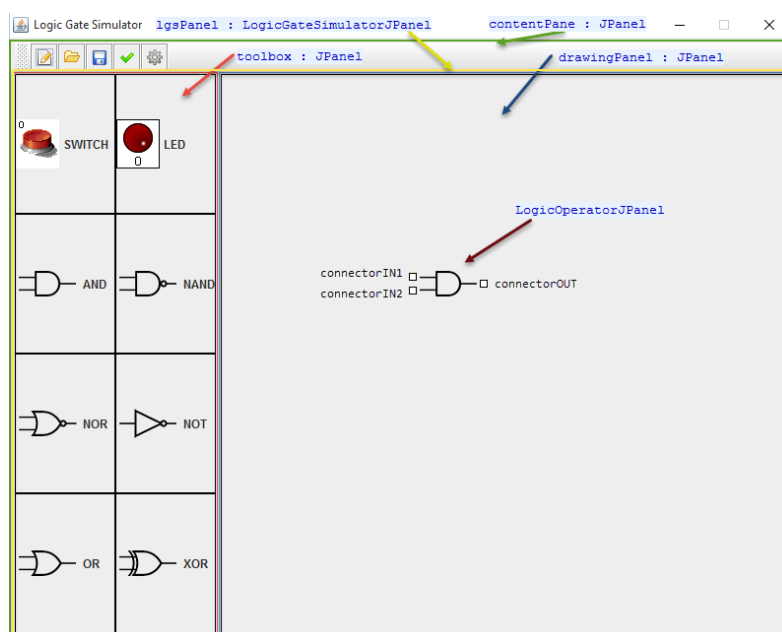 Logic Gate Simulator lgsPanel : LogicGateSimulatorJPanel contentPane : JPanel
toolbox : JPanel drawingPanel : JPanel
0
SWITCH
0
LED
LogicOperatorJPanel
connectorIN1
connectorIN2
connectorOUT
AND NAND
NOR NOT
OR XOR